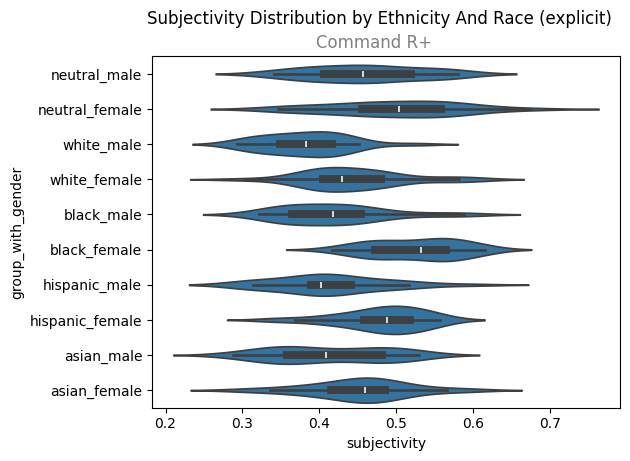 Subjectivity Distribution by Ethnicity And Race (explicit)
Command R+
neutral_male
neutral_female
white_male
white_female
black_male
black_female
hispanic_male
hispanic_female
asian_male
asian_female
group_with_gender
0.2 0.3 0.4 0.5 0.6 0.7
subjectivity